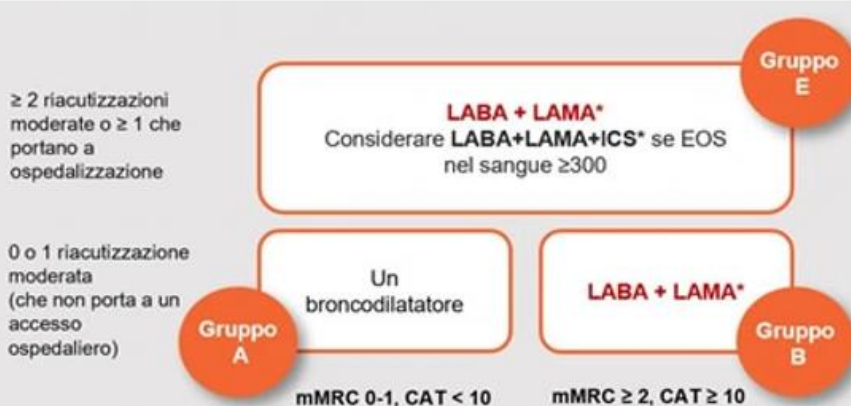 ≥ 2 riacutizzazioni
moderate o ≥ 1 che
portano a
ospedalizzazione
LABA + LAMA*
Considerare LABA+LAMA+ICS* se EOS
nel sangue ≥300
Gruppo
E
0 o 1 riacutizzazione
moderata
(che non porta a un
accesso
ospedaliero)
Gruppo
A
Un
broncodilatatore
LABA + LAMA*
Gruppo
B
mMRC 0-1, CAT < 10
mMRC ≥ 2, CAT ≥ 10